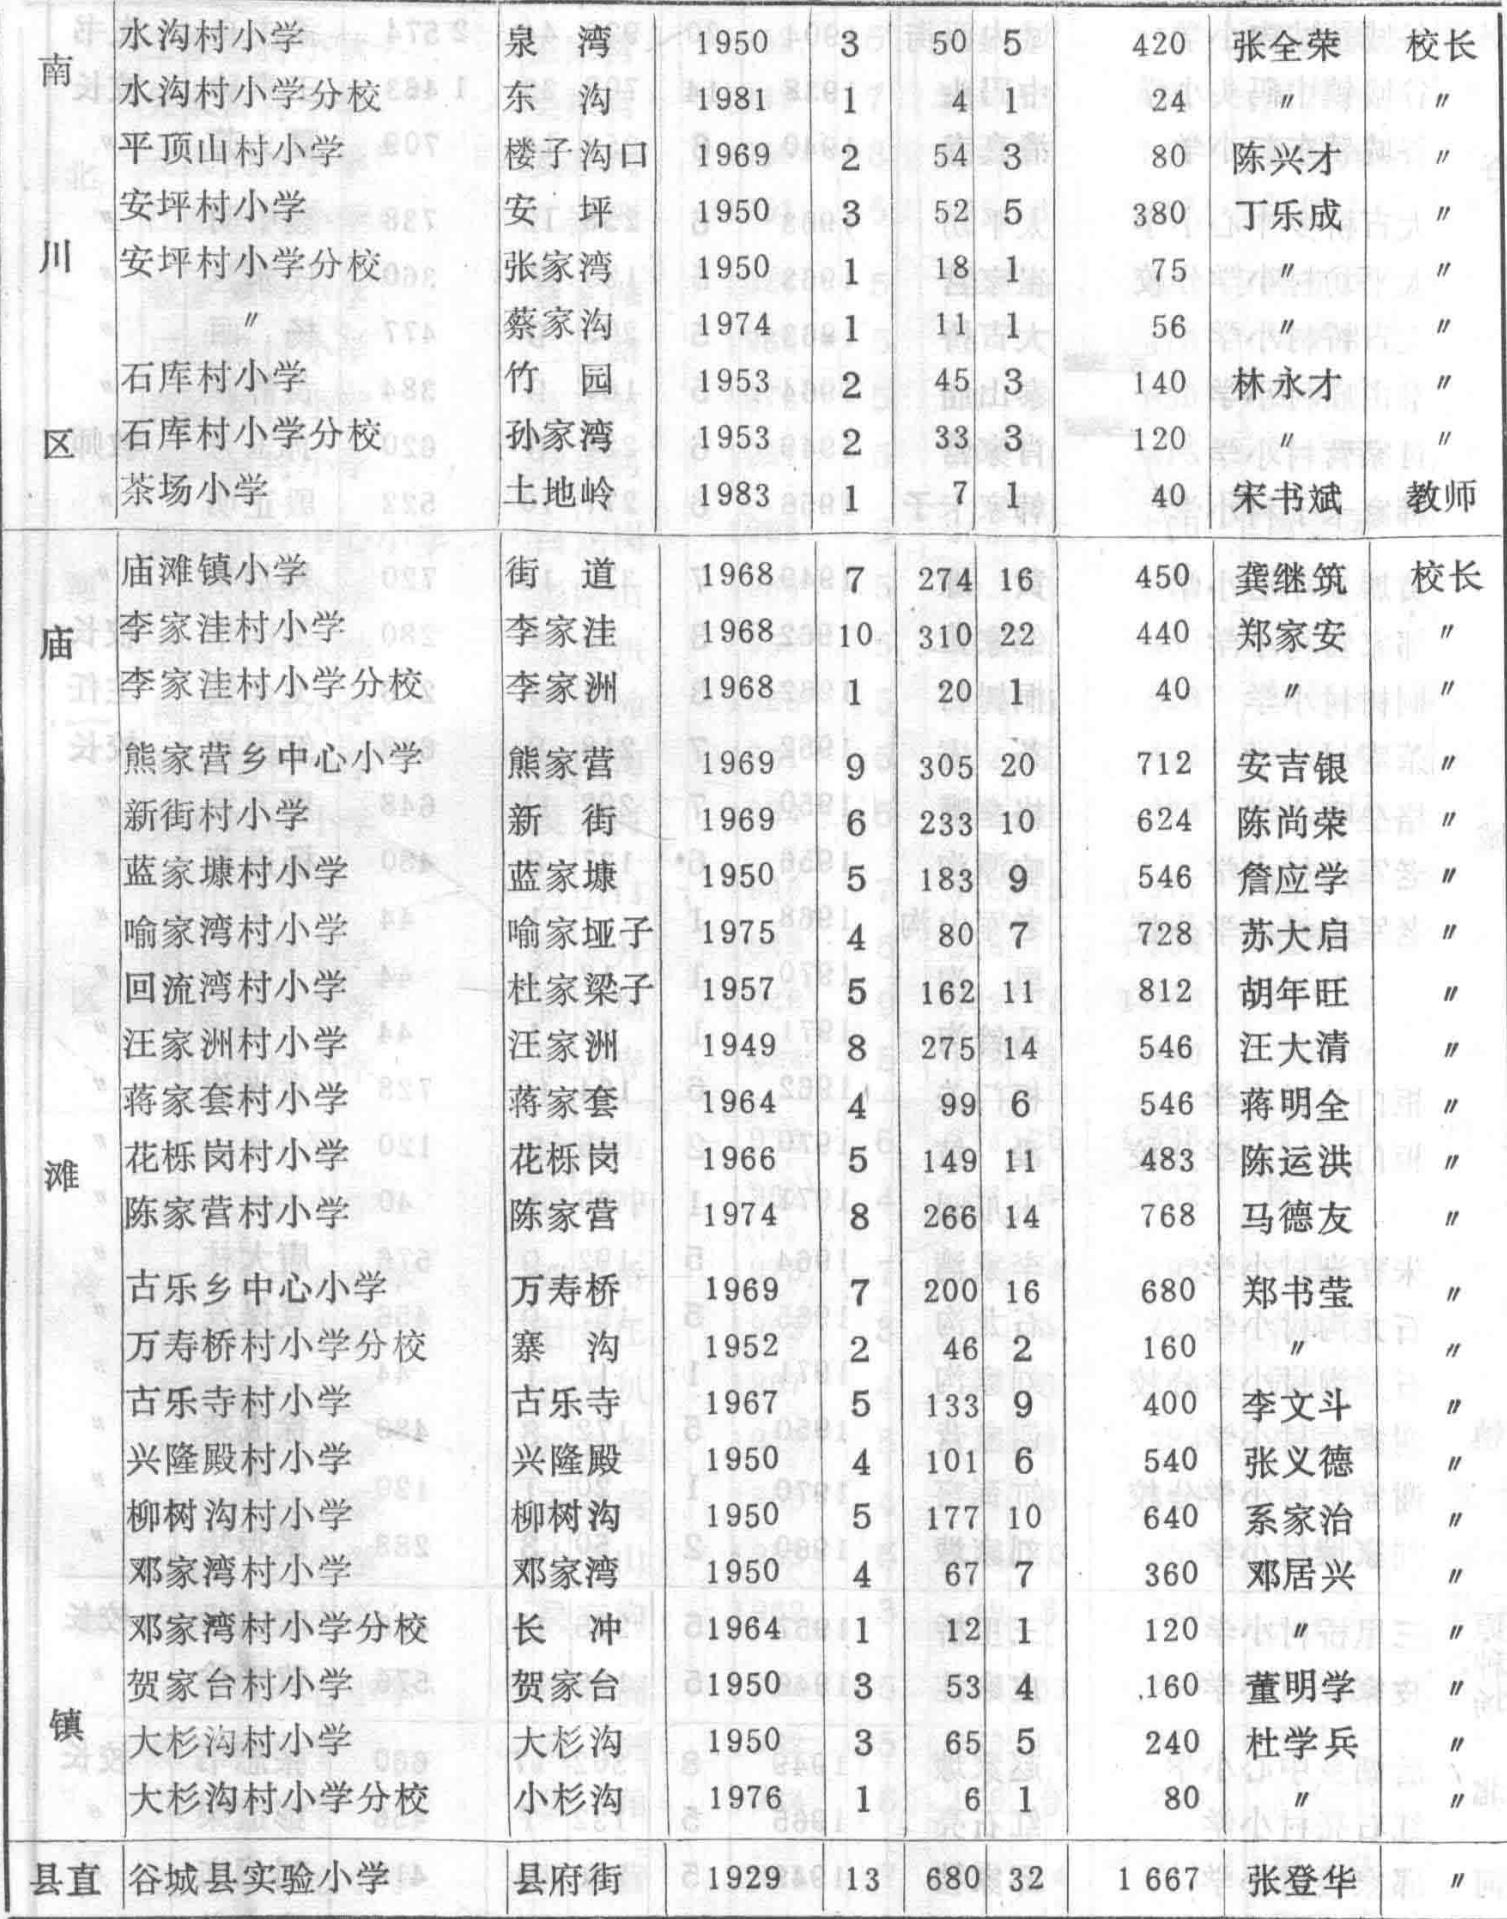 南 水沟村小学 泉 湾 1950 3 50 5 420 张全荣 校长
水沟村小学分校 东 沟 1981 1 4 1 24 〃 〃
平顶山村小学 楼子沟口 1969 2 54 3 80 陈兴才 〃
安坪村小学 安 坪 1950 3 52 5 380 丁乐成 〃
川 安坪村小学分校 张家湾 1950 1 18 1 75 〃 〃
〃 蔡家沟 1974 1 11 1 56 〃 〃
石库村小学 竹 园 1953 2 45 3 140 林永才 〃
区 石库村小学分校 孙家湾 1953 2 33 3 120 〃 〃
茶场小学 土地岭 1983 1 7 1 40 宋书斌 教师
庙滩镇小学 街 道 1968 7 274 16 450 龚继筑 校长
庙 李家洼村小学 李家洼 1968 10 310 22 440 郑家安 〃
李家洼村小学分校 李家洲 1968 1 20 1 40 〃 〃
熊家营乡中心小学 熊家营 1969 9 305 20 712 安吉银 〃
新街村小学 新 街 1969 6 233 10 624 陈尚荣 〃
蓝家塘村小学 蓝家塘 1950 5 183 9 546 詹应学 〃
喻家湾村小学 喻家垭子 1975 4 80 7 728 苏大启 〃
回流湾村小学 杜家梁子 1957 5 162 11 812 胡年旺 〃
汪家洲村小学 汪家洲 1949 8 275 14 546 汪大清 〃
蒋家套村小学 蒋家套 1964 4 99 6 546 蒋明全 〃
滩 花栎岗村小学 花栎岗 1966 5 149 11 483 陈运洪 〃
陈家营村小学 陈家营 1974 8 266 14 768 马德友 〃
古乐乡中心小学 万寿桥 1969 7 200 16 680 郑书莹 〃
万寿桥村小学分校 寨 沟 1952 2 46 2 160 〃 〃
古乐寺村小学 古乐寺 1967 5 133 9 400 李文斗 〃
兴隆殿村小学 兴隆殿 1950 4 101 6 540 张义德 〃
柳树沟村小学 柳树沟 1950 5 177 10 640 系家治 〃
邓家湾村小学 邓家湾 1950 4 67 7 360 邓居兴 〃
邓家湾村小学分校 长 冲 1964 1 12 1 120 〃 〃
贺家台村小学 贺家台 1950 3 53 4 160 董明学 〃
镇 大杉沟村小学 大杉沟 1950 3 65 5 240 杜学兵 〃
大杉沟村小学分校 小杉沟 1976 1 6 1 80 〃 〃
县直 谷城县实验小学 县府街 1929 13 680 32 1 667 张登华 〃